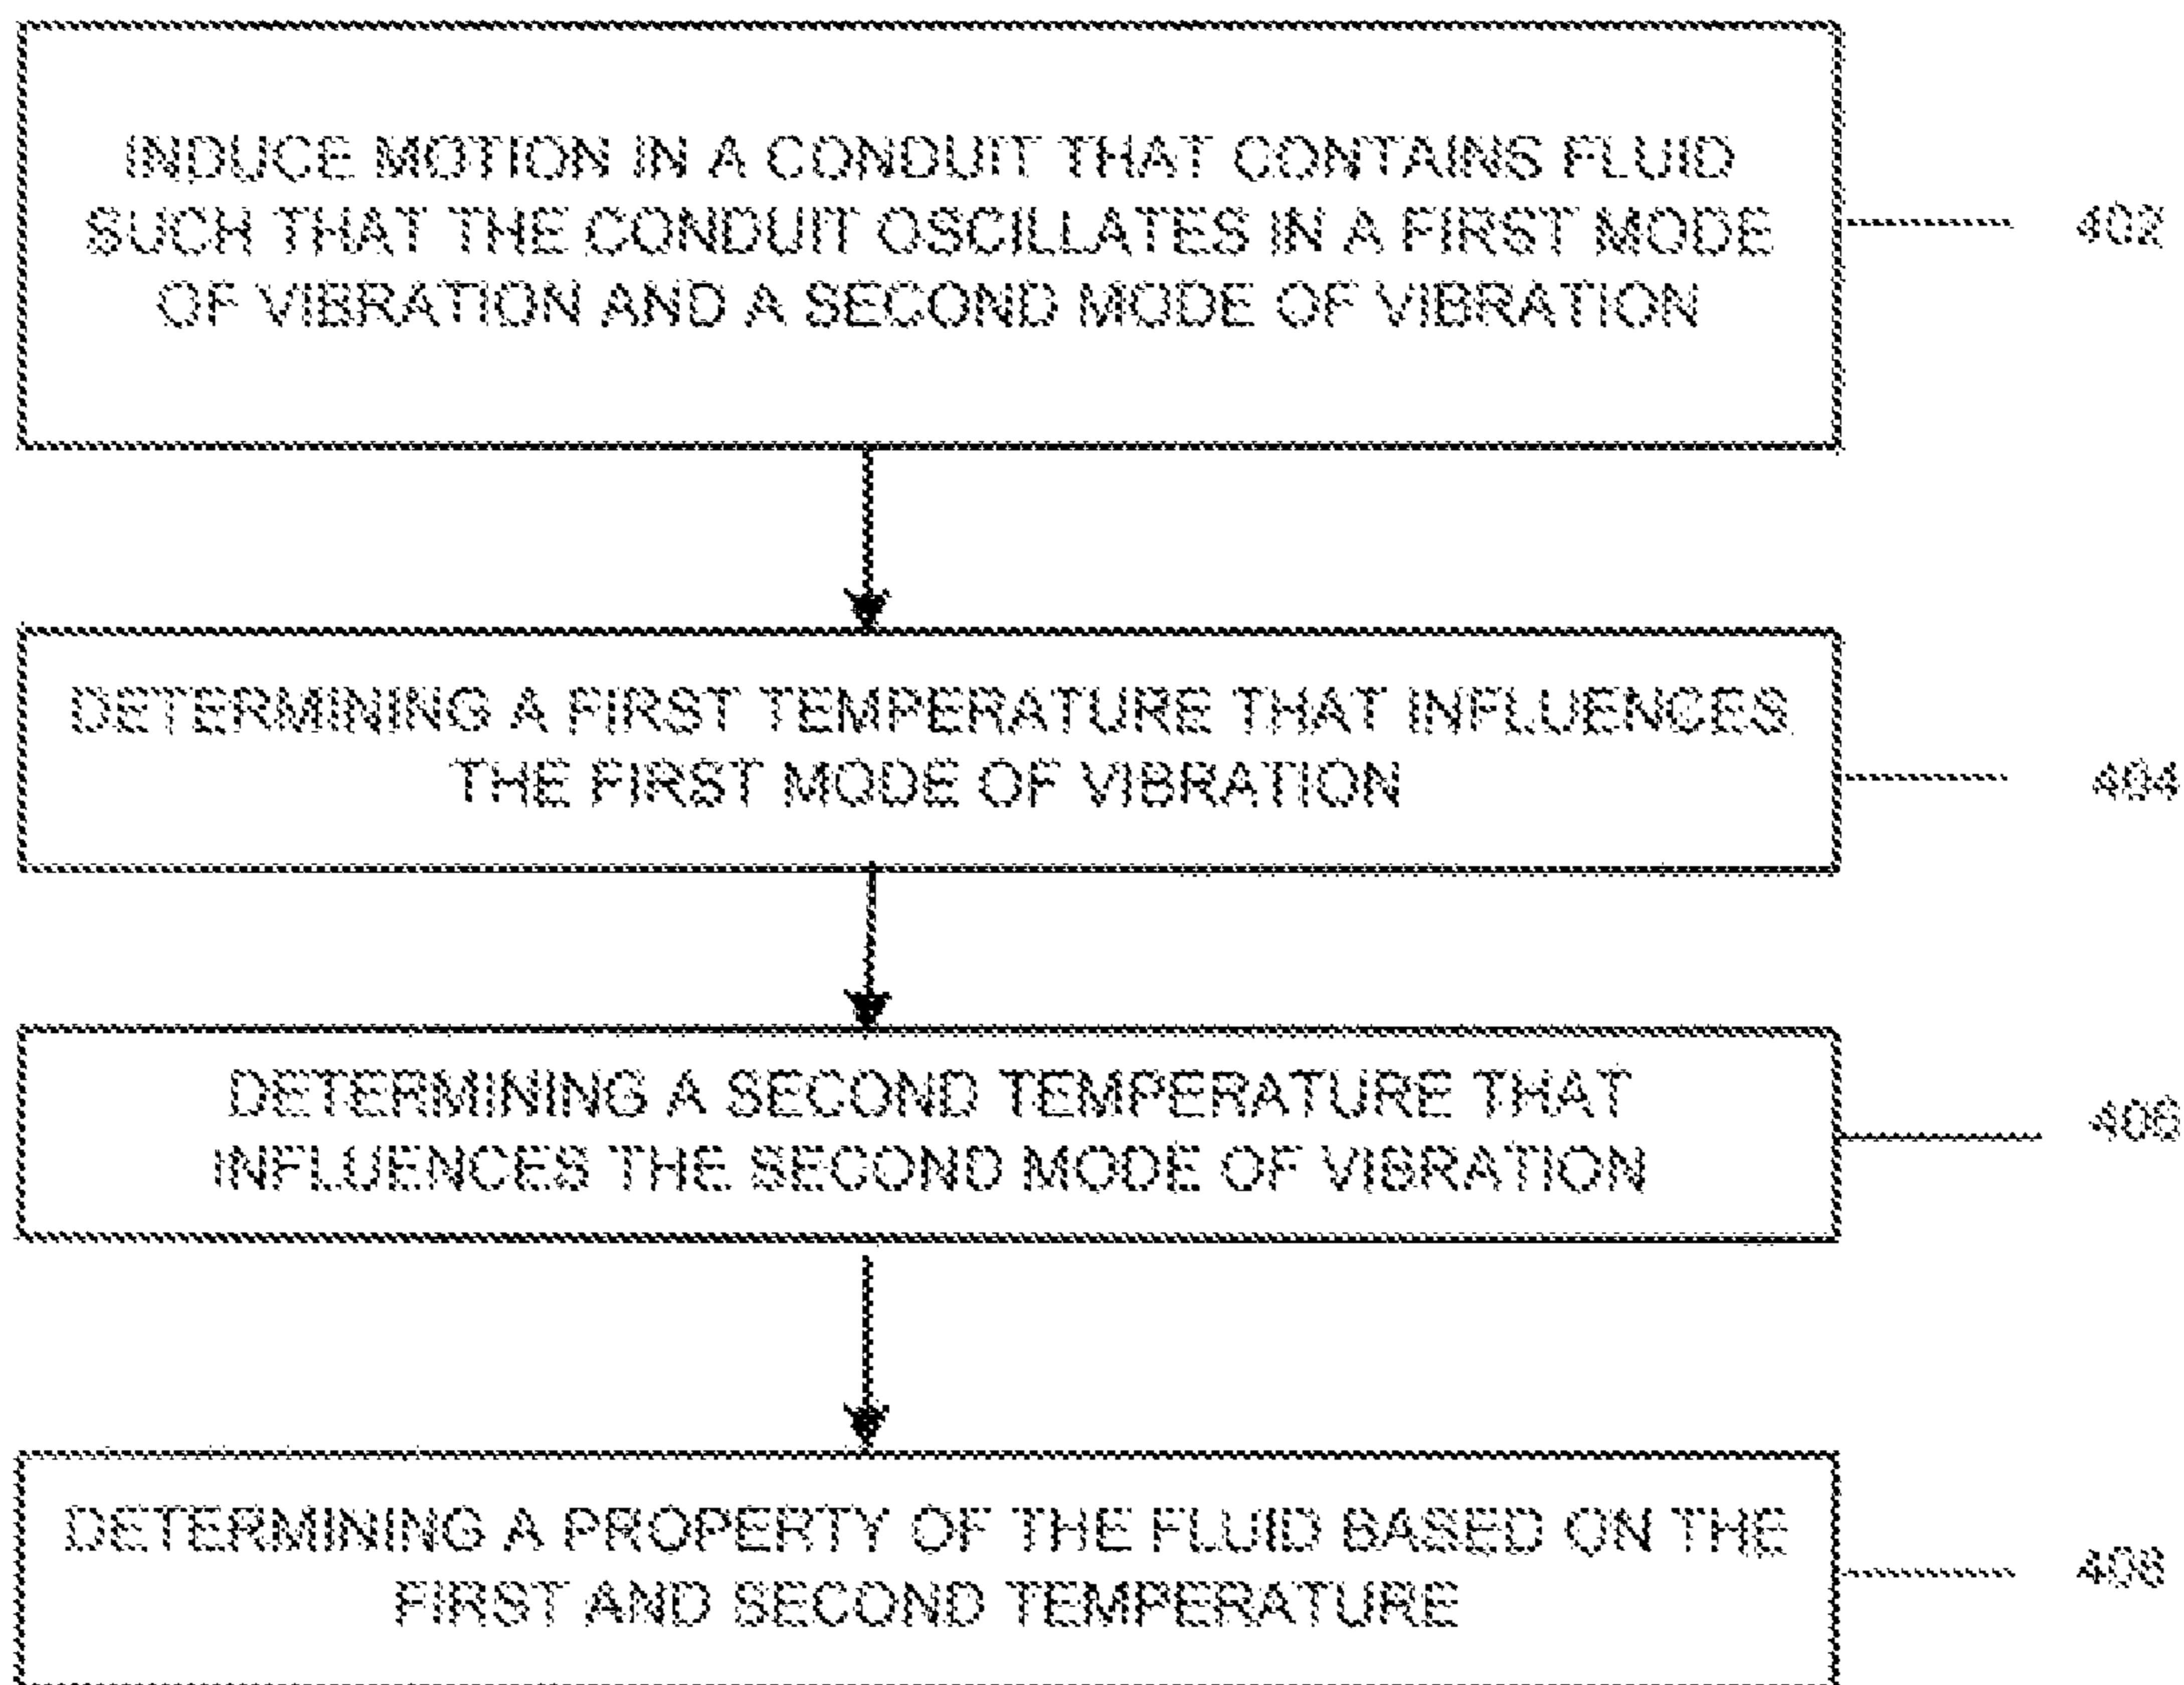 INDUCE MOTION IN A CONDUIT THAT CONTAINS FLUID
SUCH THAT THE CONDUIT OSCILLATES IN A FIRST MODE
OF VIBRATION AND A SECOND MODE OF VIBRATION
402
DETERMINING A FIRST TEMPERATURE THAT INFLUENCES
THE FIRST MODE OF VIBRATION
404
DETERMINING A SECOND TEMPERATURE THAT
INFLUENCES THE SECOND MODE OF VIBRATION
406
DETERMINING A PROPERTY OF THE FLUID BASED ON THE
FIRST AND SECOND TEMPERATURE
408